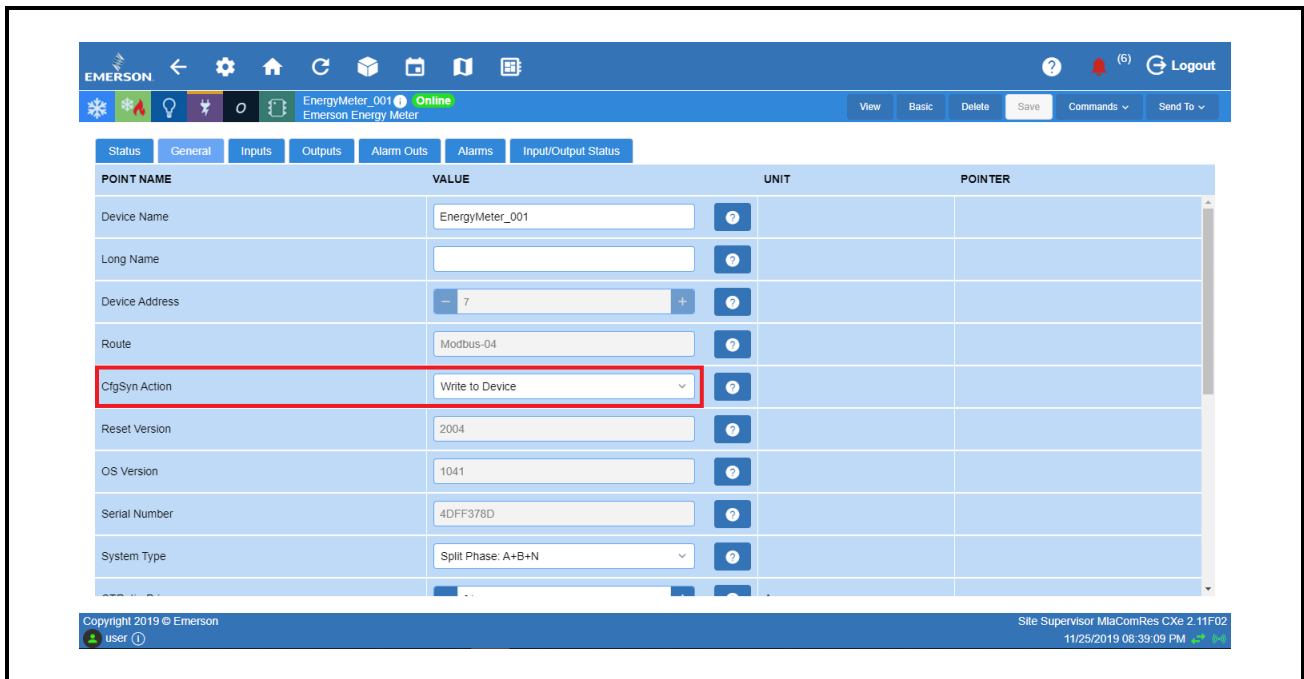 EMERSON
(6) Logout
EnergyMeter_001 Online
Emerson Energy Meter
View Basic Delete Save Commands Send To
Status General Inputs Outputs Alarm Outs Alarms Input/Output Status
POINT NAME VALUE UNIT POINTER
Device Name EnergyMeter_001
Long Name
Device Address 7
Route Modbus-04
CfgSyn Action Write to Device
Reset Version 2004
OS Version 1041
Serial Number 4DFF378D
System Type Split Phase: A+B+N
Copyright 2019 © Emerson
user
Site Supervisor MlaComRes CXe 2.11F02
11/25/2019 08:39:09 PM